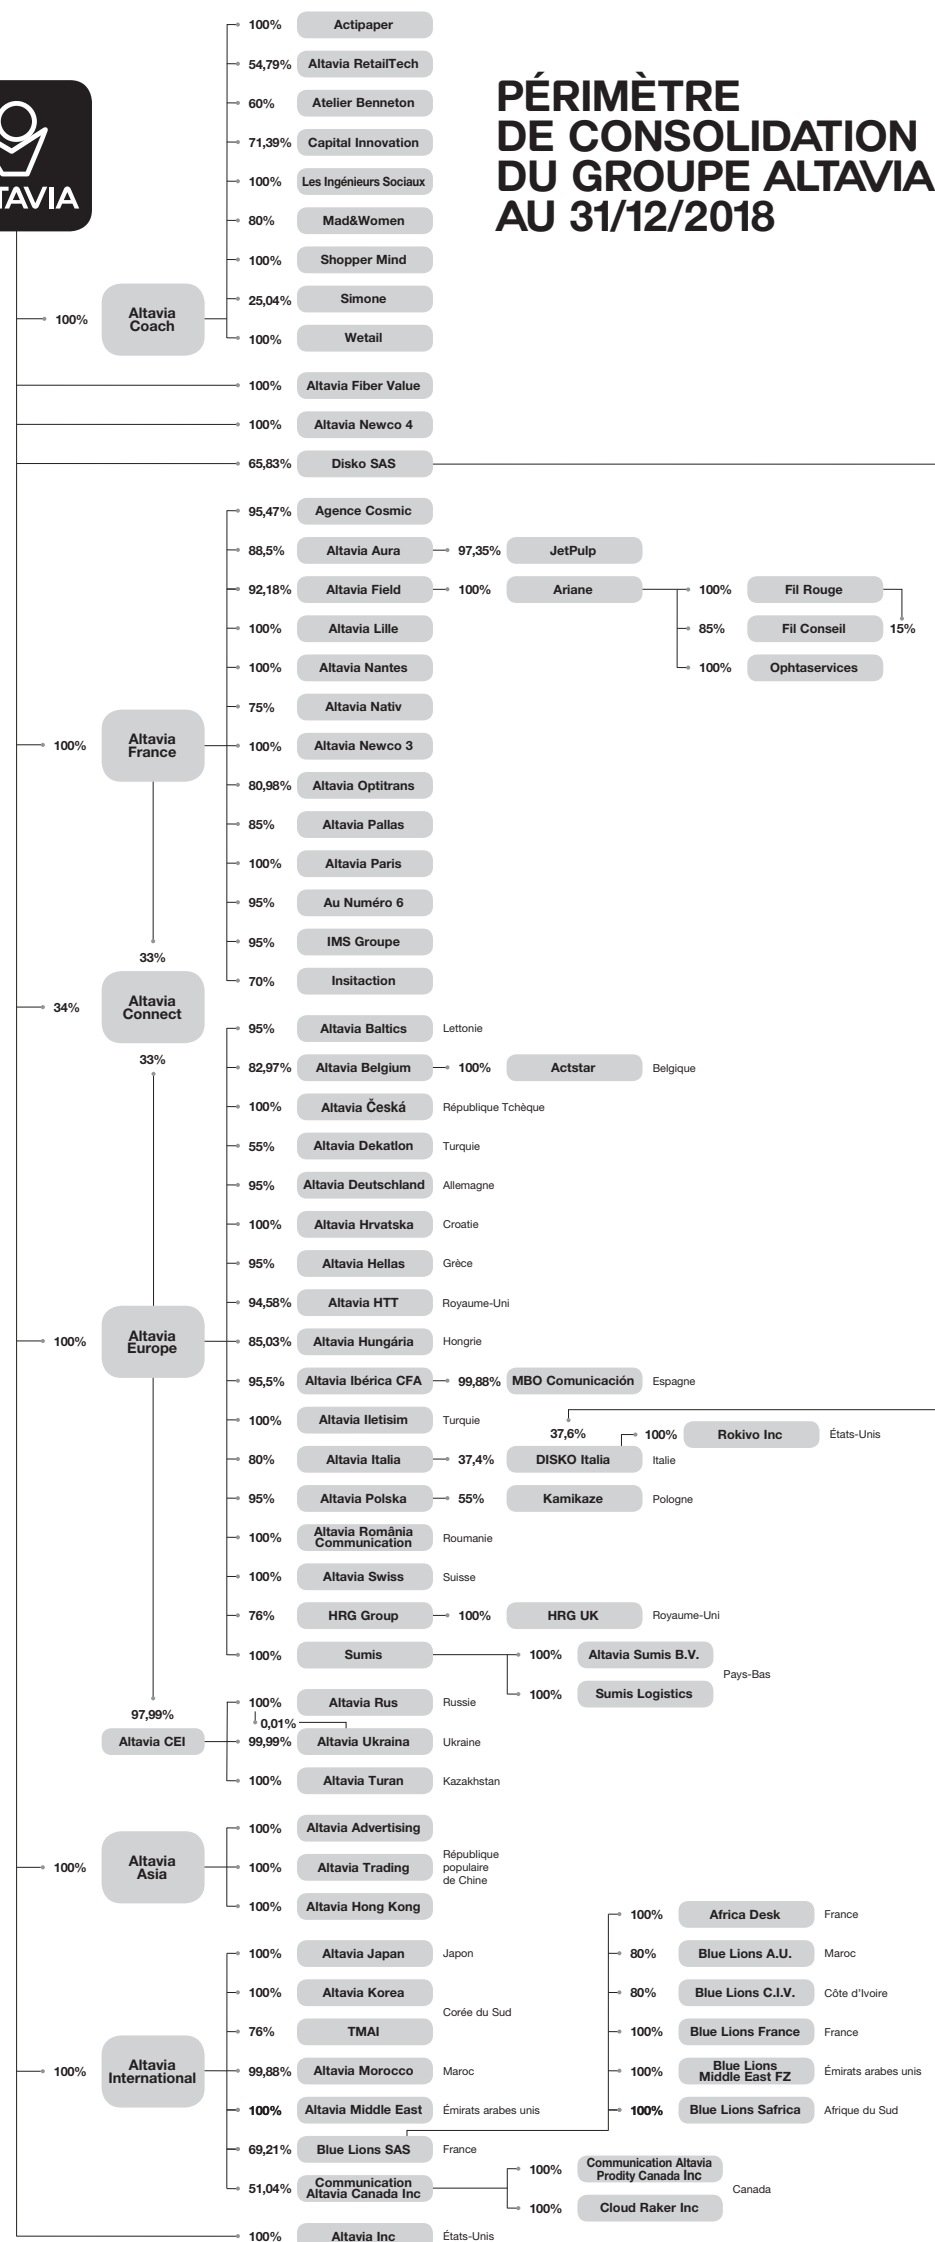 PÉRIMÈTRE
DE CONSOLIDATION
DU GROUPE ALTAVIA
AU 31/12/2018
TAVIA
100% Altavia
Coach
100% Actipaper
54,79% Altavia RetailTech
60% Atelier Benneton
71,39% Capital Innovation
100% Les Ingénieurs Sociaux
80% Mad&Women
100% Shopper Mind
25,04% Simone
100% Wetail
100% Altavia Fiber Value
100% Altavia Newco 4
65,83% Disko SAS
100% Altavia
France
95,47% Agence Cosmic
88,5% Altavia Aura 97,35% JetPulp
92,18% Altavia Field 100% Ariane 100% Fil Rouge
100% Altavia Lille 85% Fil Conseil 15%
100% Altavia Nantes 100% Ophtaservices
75% Altavia Nativ
100% Altavia Newco 3
80,98% Altavia Optitrans
85% Altavia Pallas
100% Altavia Paris
95% Au Numéro 6
95% IMS Groupe
70% Insitaction
33%
34% Altavia
Connect
33%
100% Altavia
Europe
95% Altavia Baltics Lettonie
82,97% Altavia Belgium 100% Actstar Belgique
100% Altavia Česká République Tchèque
55% Altavia Dekatlon Turquie
95% Altavia Deutschland Allemagne
100% Altavia Hrvatska Croatie
95% Altavia Hellas Grèce
94,58% Altavia HTT Royaume-Uni
85,03% Altavia Hungária Hongrie
95,5% Altavia Ibérica CFA 99,88% MBO Comunicación Espagne
100% Altavia Iletisim Turquie
37,6% 100% Rokivo Inc États-Unis
80% Altavia Italia 37,4% DISKO Italia Italie
95% Altavia Polska 55% Kamikaze Pologne
100% Altavia România
Communication Roumanie
100% Altavia Swiss Suisse
76% HRG Group 100% HRG UK Royaume-Uni
100% Sumis 100% Altavia Sumis B.V.
Pays-Bas
100% Sumis Logistics
97,99%
Altavia CEI
100% Altavia Rus Russie
0,01%
99,99% Altavia Ukraina Ukraine
100% Altavia Turan Kazakhstan
100% Altavia
Asia
100% Altavia Advertising
100% Altavia Trading
100% Altavia Hong Kong
République
populaire
de Chine
100% Altavia
International
100% Altavia Japan Japon
100% Altavia Korea
Corée du Sud
76% TMAI
99,88% Altavia Morocco Maroc
100% Altavia Middle East Émirats arabes unis
69,21% Blue Lions SAS France
51,04% Communication
Altavia Canada Inc
100% Africa Desk France
80% Blue Lions A.U. Maroc
80% Blue Lions C.I.V. Côte d'Ivoire
100% Blue Lions France France
100% Blue Lions
Middle East FZ Émirats arabes unis
100% Blue Lions Safrica Afrique du Sud
100% Communication Altavia
Prodity Canada Inc
Canada
100% Cloud Raker Inc
100% Altavia Inc États-Unis